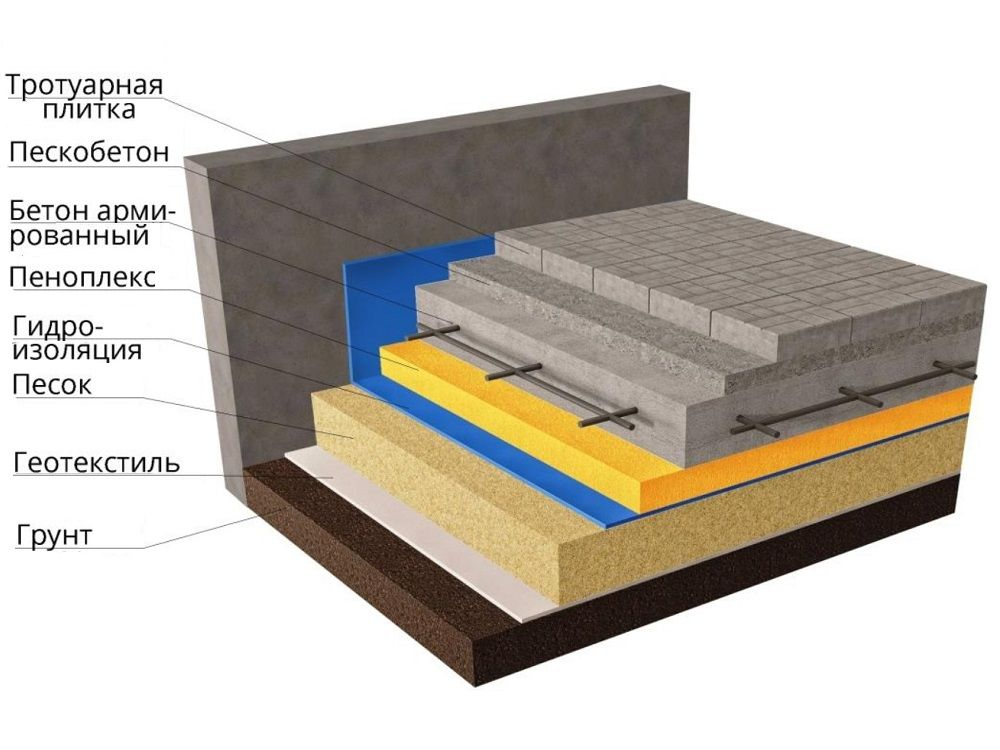 Тротуарная
плитка
Пескобетон
Бетон арми-
рованный
Пеноплекс
Гидро-
изоляция
Песок
Геотекстиль
Грунт